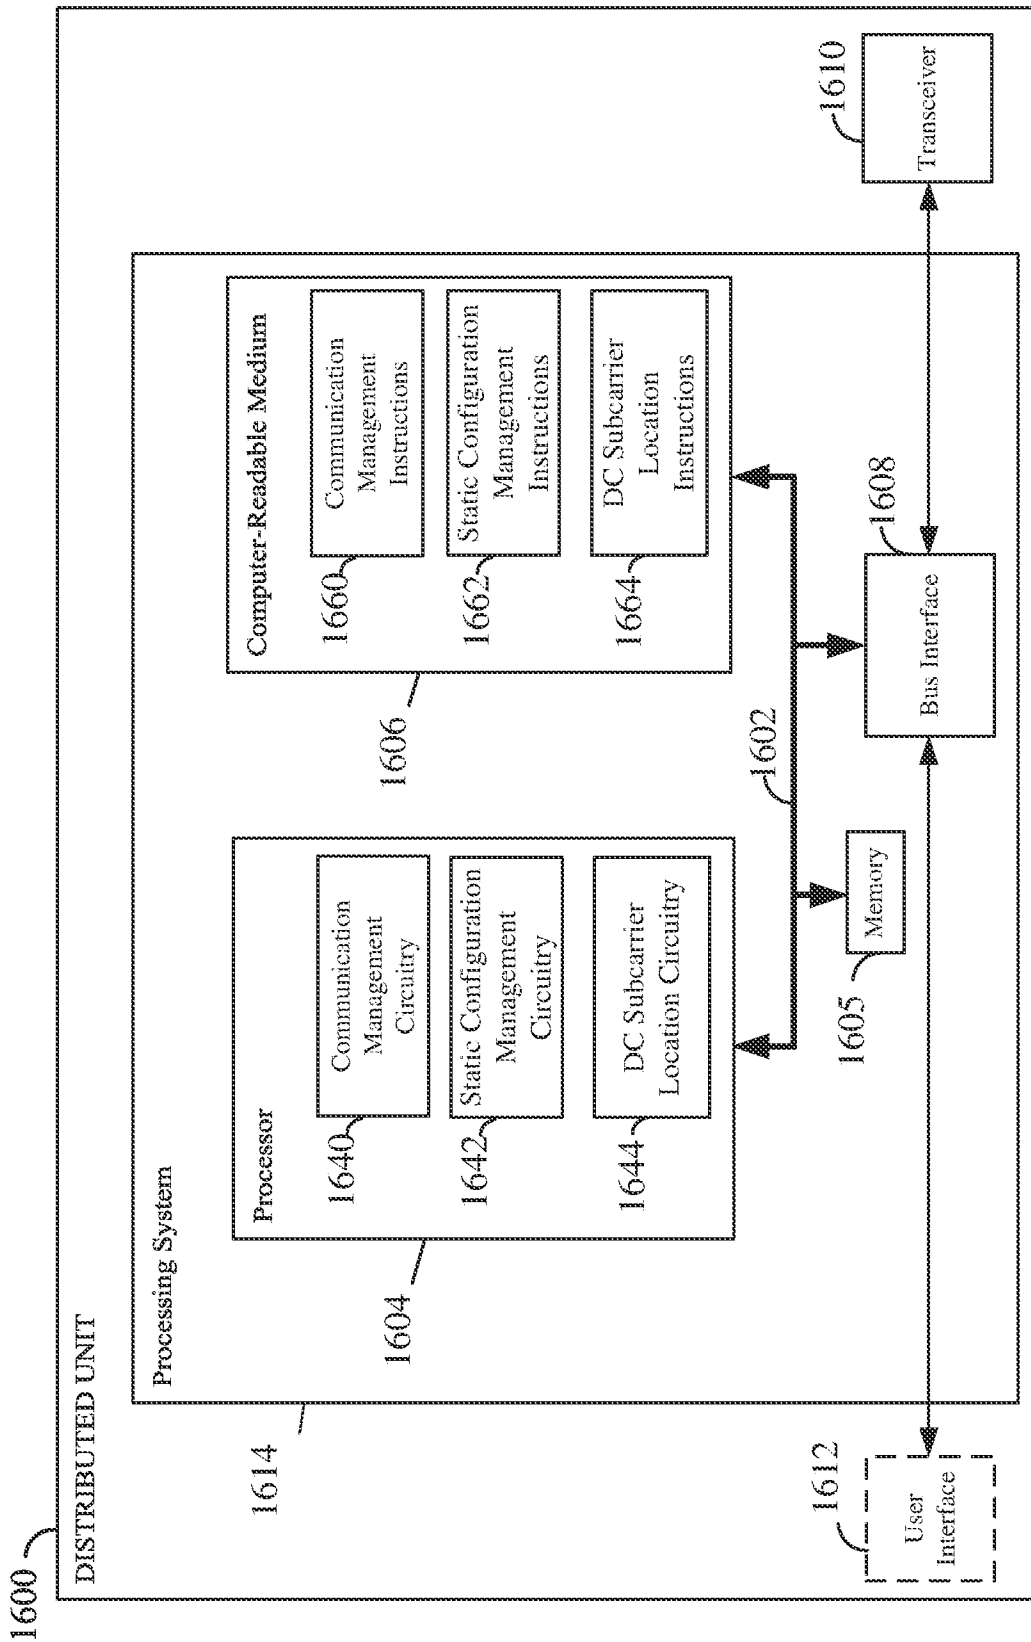 1600
DISTRIBUTED UNIT
1614
Processing System
1604
Processor
1640
Communication
Management
Circuitry
1642
Static Configuration
Management
Circuitry
1644
DC Subcarrier
Location Circuitry
1606
Computer-Readable Medium
1660
Communication
Management
Instructions
1662
Static Configuration
Management
Instructions
1664
DC Subcarrier
Location
Instructions
1602
1605
Memory
1608
Bus Interface
1612
User
Interface
1610
Transceiver